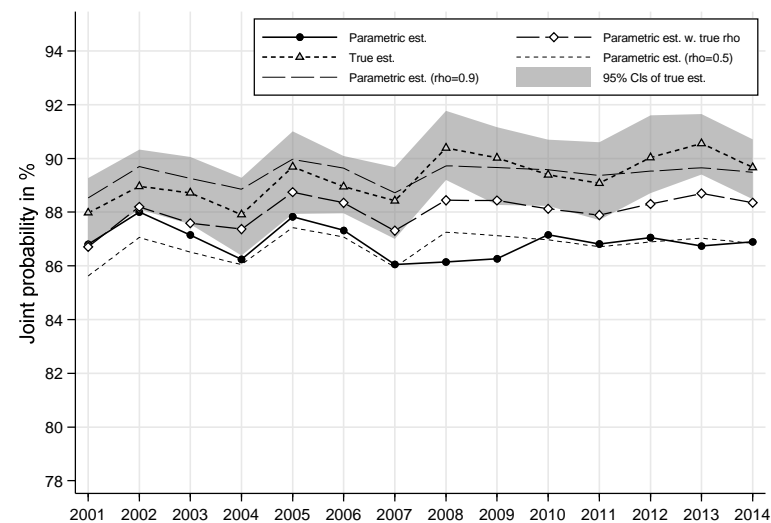 Parametric est.
Parametric est. w. true rho
True est.
Parametric est. (rho=0.5)
Parametric est. (rho=0.9)
95% CIs of true est.
Joint probability in %
94
92
90
88
86
84
82
80
78
2001 2002 2003 2004 2005 2006 2007 2008 2009 2010 2011 2012 2013 2014